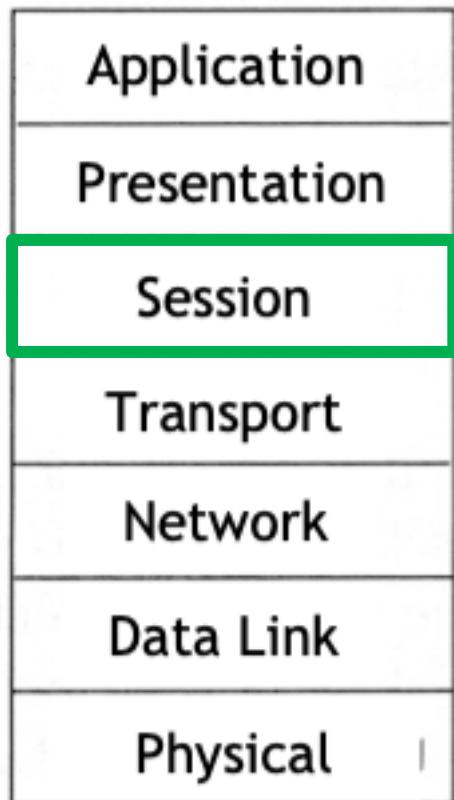 Application
Presentation
Session
Transport
Network
Data Link
Physical